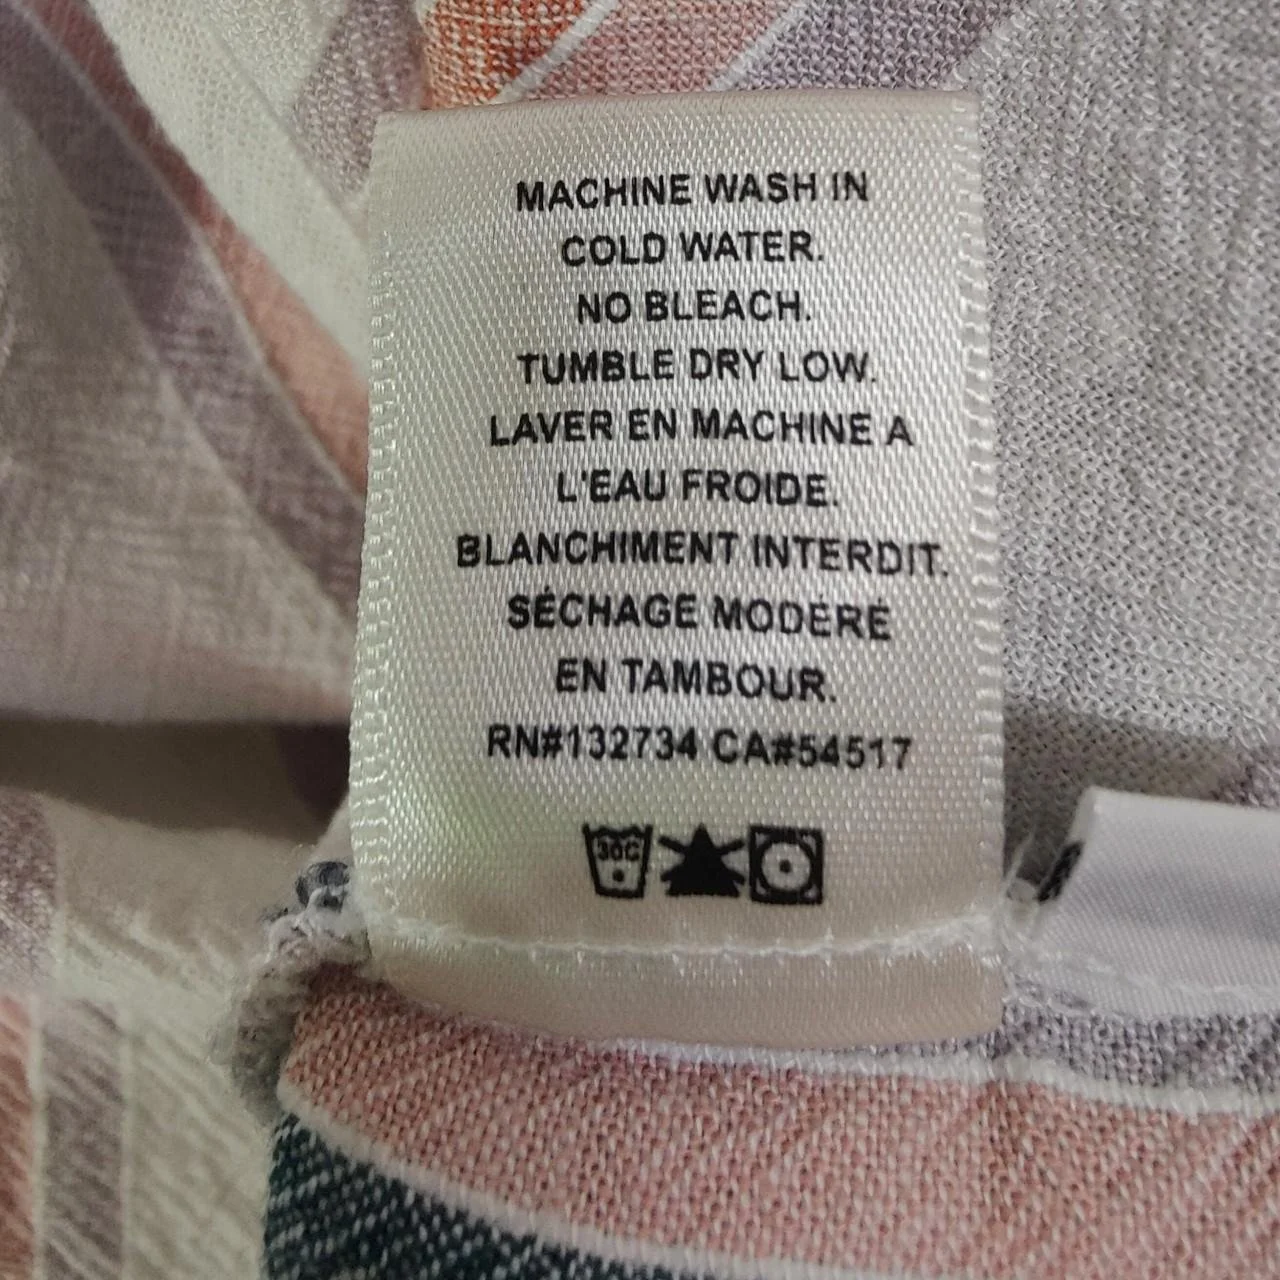 MACHINE WASH IN
COLD WATER.
NO BLEACH.
TUMBLE DRY LOW.
LAVER EN MACHINE A
L'EAU FROIDE.
BLANCHIMENT INTERDIT.
SÉCHAGE MODÉRÉ
EN TAMBOUR.
RN#132734 CA#54517
30C